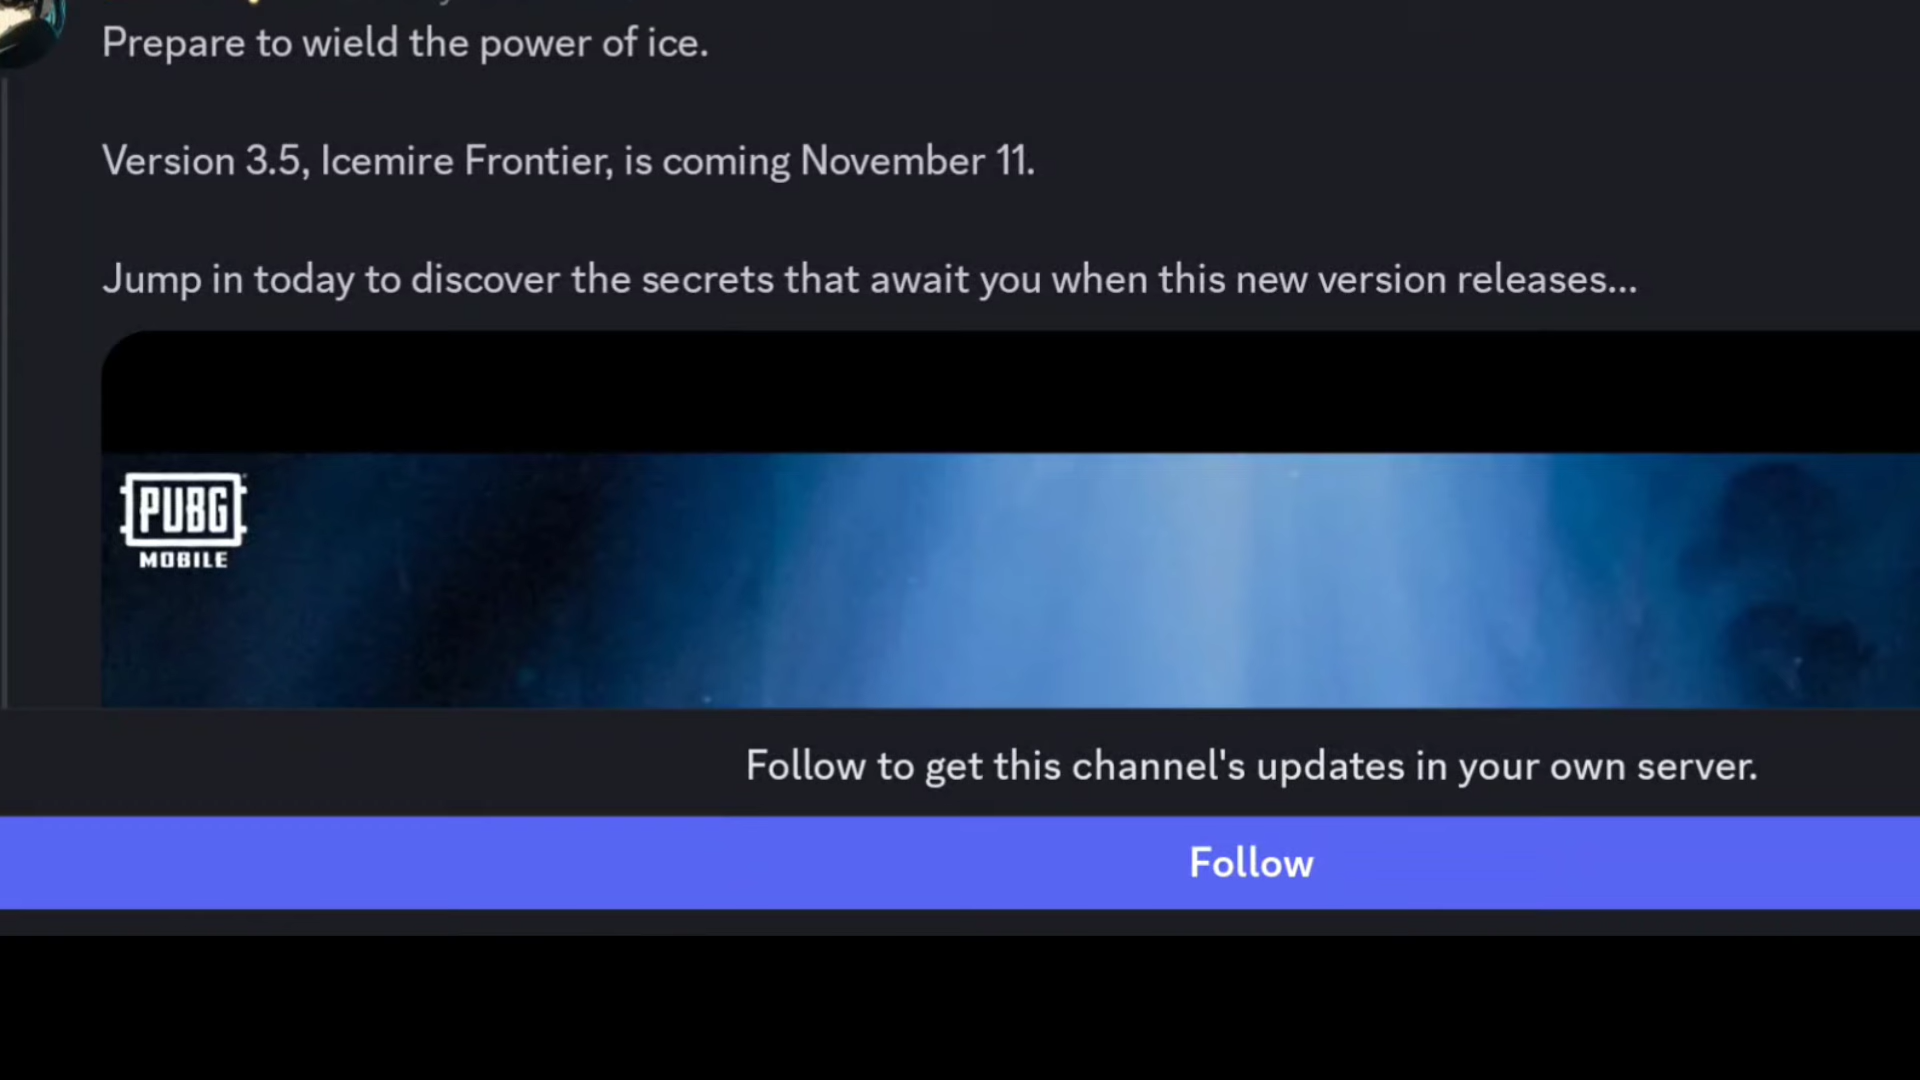 Prepare to wield the power of ice.
Version 3.5, Icemire Frontier, is coming November 11.
Jump in today to discover the secrets that await you when this new version releases...
PUBG
MOBILE
Follow to get this channel's updates in your own server.
Follow